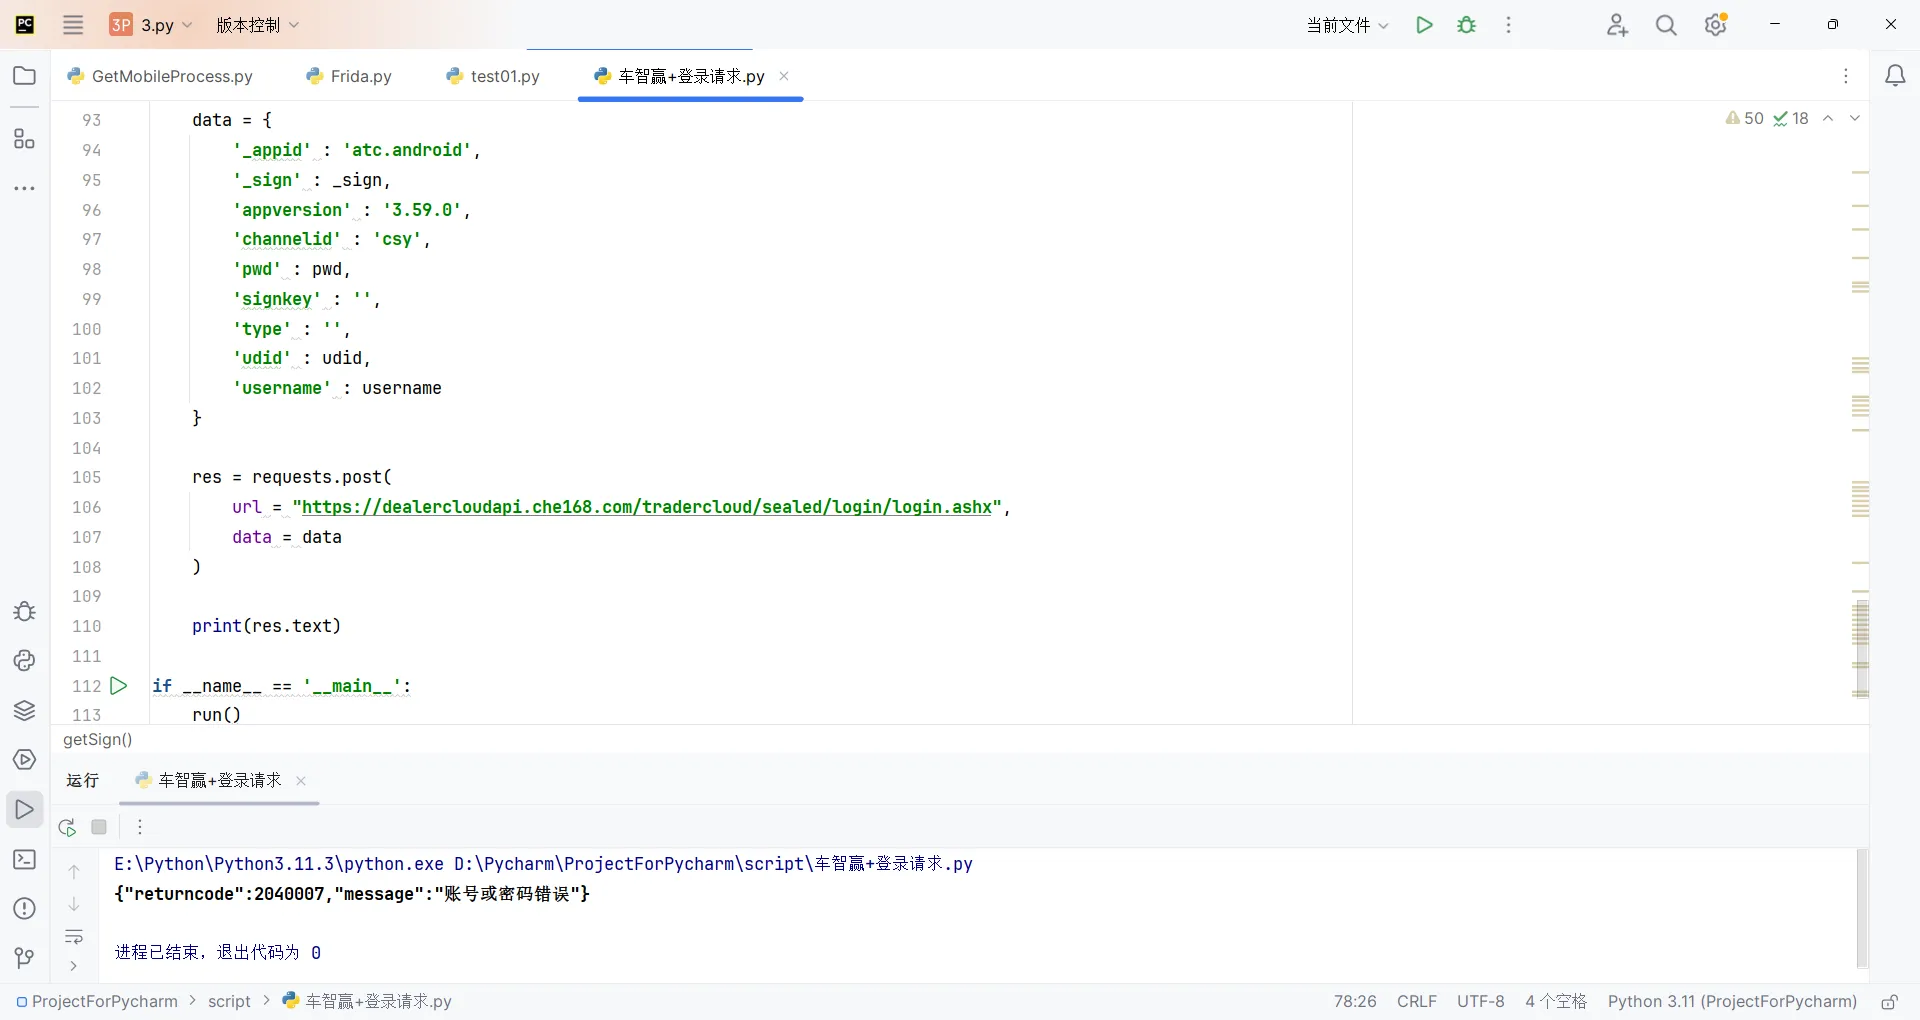 PC 3P 3.py 版本控制 当前文件
GetMobileProcess.py Frida.py test01.py 车智赢+登录请求.py
50 18
93 data = {
94 '_appid' : 'atc.android',
95 '_sign' : _sign,
96 'appversion' : '3.59.0',
97 'channelid' : 'csy',
98 'pwd' : pwd,
99 'signkey' : '',
100 'type' : '',
101 'udid' : udid,
102 'username' : username
103 }
104
105 res = requests.post(
106 url = "https://dealercloudapi.che168.com/tradercloud/sealed/login/login.ashx",
107 data = data
108 )
109
110 print(res.text)
111
112 if __name__ == '__main__':
113 run()
getSign()
运行 车智赢+登录请求
E:\Python\Python3.11.3\python.exe D:\Pycharm\ProjectForPycharm\script\车智赢+登录请求.py
{"returncode":2040007,"message":"账号或密码错误"}
进程已结束，退出代码为 0
ProjectForPycharm > script > 车智赢+登录请求.py 78:26 CRLF UTF-8 4 个空格 Python 3.11 (ProjectForPycharm)